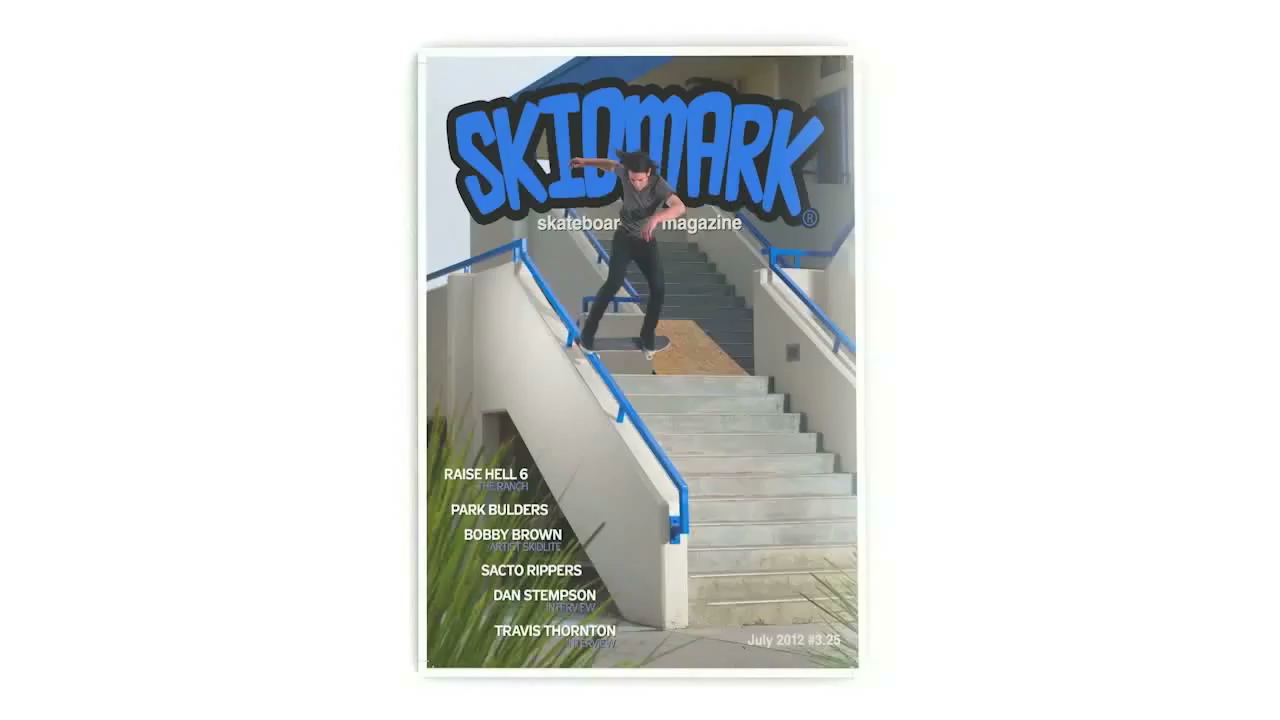 SKIDMARK
®
skateboar magazine
RAISE HELL 6
THE RANCH
PARK BULDERS
BOBBY BROWN
ARTIST SKIDLITE
SACTO RIPPERS
DAN STEMPSON
INTERVIEW
TRAVIS THORNTON
INTERVIEW
July 2012 #3.25